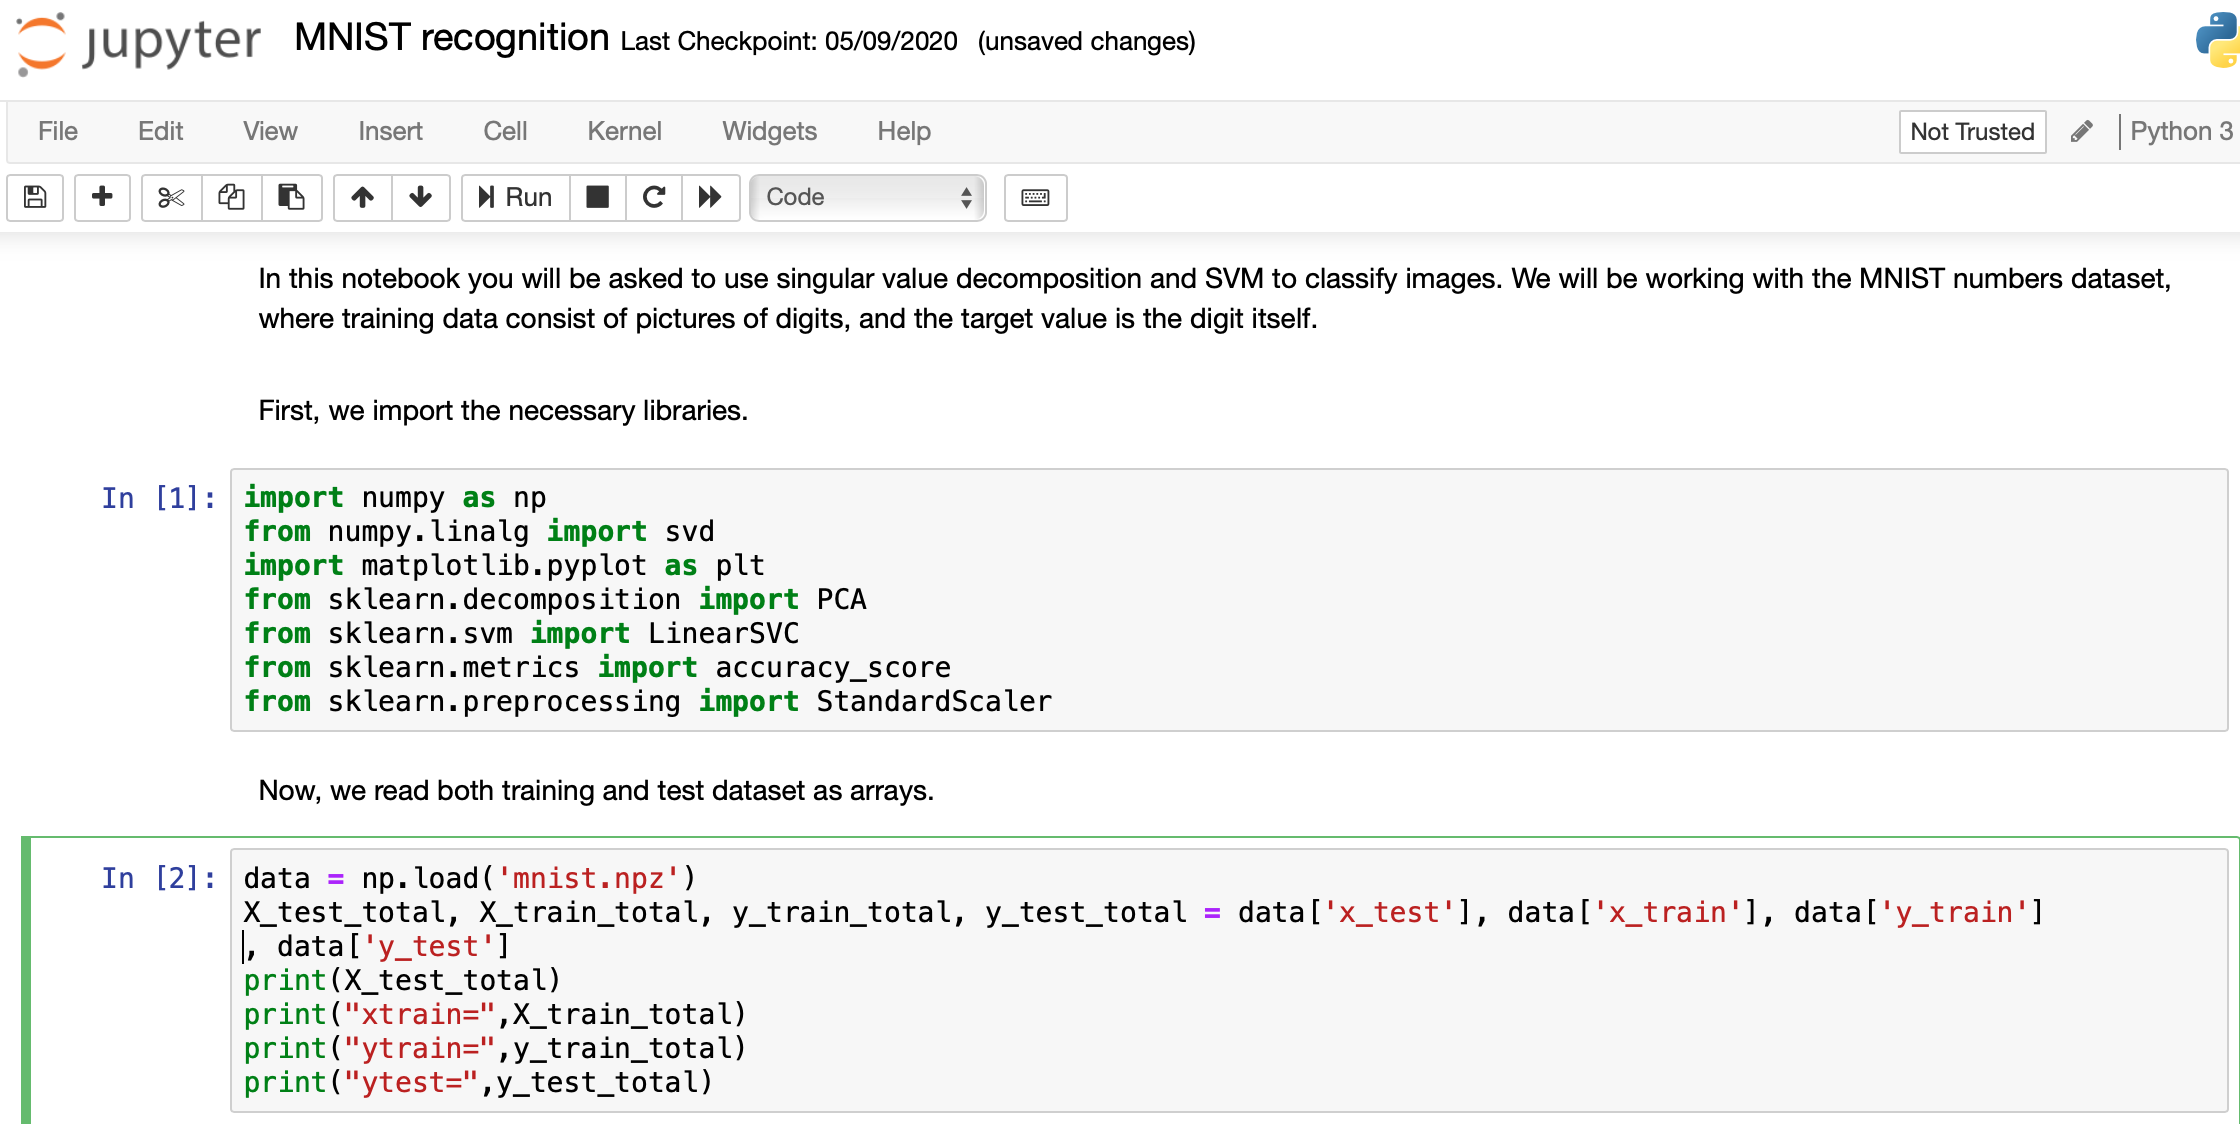 jupyter MNIST recognition Last Checkpoint: 05/09/2020 (unsaved changes)
File Edit View Insert Cell Kernel Widgets Help Not Trusted Python 3
Run Code
In this notebook you will be asked to use singular value decomposition and SVM to classify images. We will be working with the MNIST numbers dataset,
where training data consist of pictures of digits, and the target value is the digit itself.
First, we import the necessary libraries.
In [1]: import numpy as np
from numpy.linalg import svd
import matplotlib.pyplot as plt
from sklearn.decomposition import PCA
from sklearn.svm import LinearSVC
from sklearn.metrics import accuracy_score
from sklearn.preprocessing import StandardScaler
Now, we read both training and test dataset as arrays.
In [2]: data = np.load('mnist.npz')
X_test_total, X_train_total, y_train_total, y_test_total = data['x_test'], data['x_train'], data['y_train']
, data['y_test']
print(X_test_total)
print("xtrain=",X_train_total)
print("ytrain=",y_train_total)
print("ytest=",y_test_total)